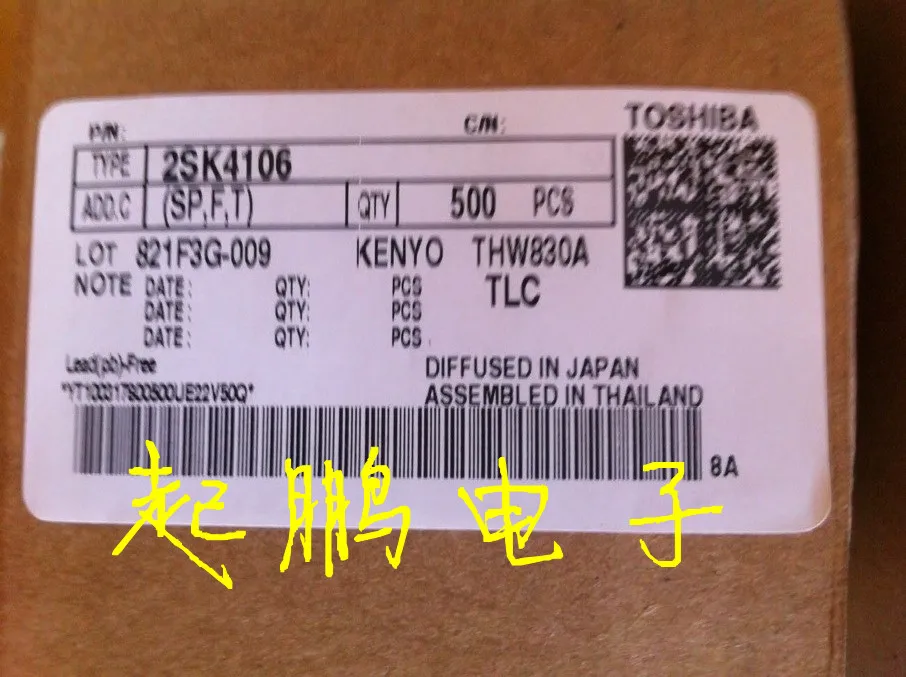 TOSHIBA
P/N: C/N:
TYPE 2SK4106
ADD.C (SP,F,T) QTY 500 PCS
LOT 821F3G-009 KENYO THW830A
NOTE DATE: QTY: PCS TLC
DATE: QTY: PCS
DATE: QTY: PCS
Lead(pb)-Free DIFFUSED IN JAPAN
ASSEMBLED IN THAILAND
8A
起鹏电子